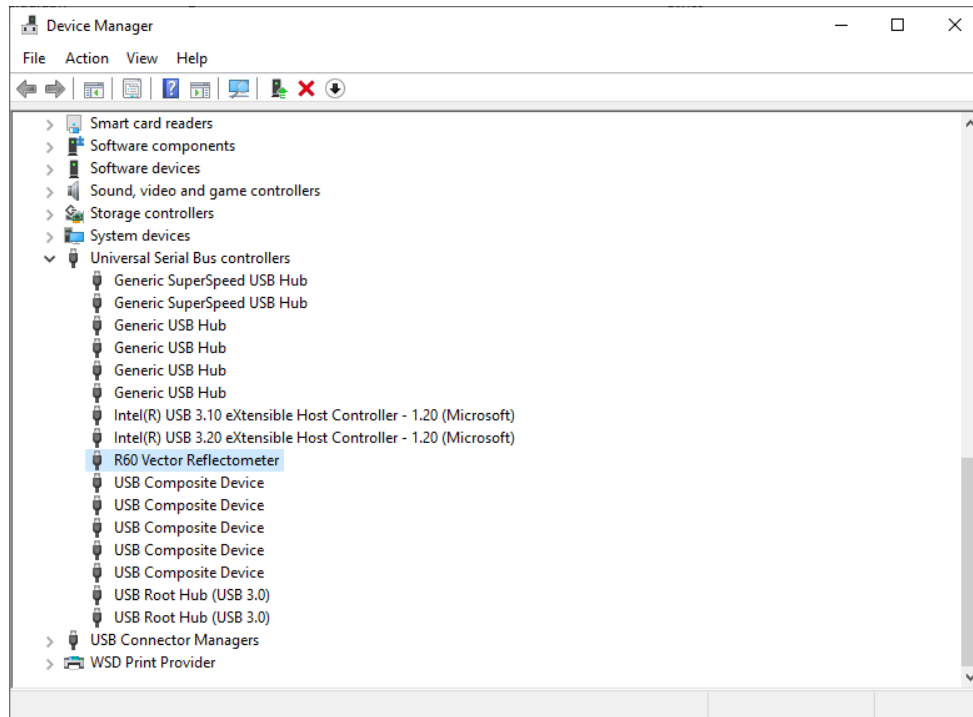 Device Manager
File Action View Help
Smart card readers
Software components
Software devices
Sound, video and game controllers
Storage controllers
System devices
Universal Serial Bus controllers
Generic SuperSpeed USB Hub
Generic SuperSpeed USB Hub
Generic USB Hub
Generic USB Hub
Generic USB Hub
Generic USB Hub
Intel(R) USB 3.10 eXtensible Host Controller - 1.20 (Microsoft)
Intel(R) USB 3.20 eXtensible Host Controller - 1.20 (Microsoft)
R60 Vector Reflectometer
USB Composite Device
USB Composite Device
USB Composite Device
USB Composite Device
USB Composite Device
USB Root Hub (USB 3.0)
USB Root Hub (USB 3.0)
USB Connector Managers
WSD Print Provider